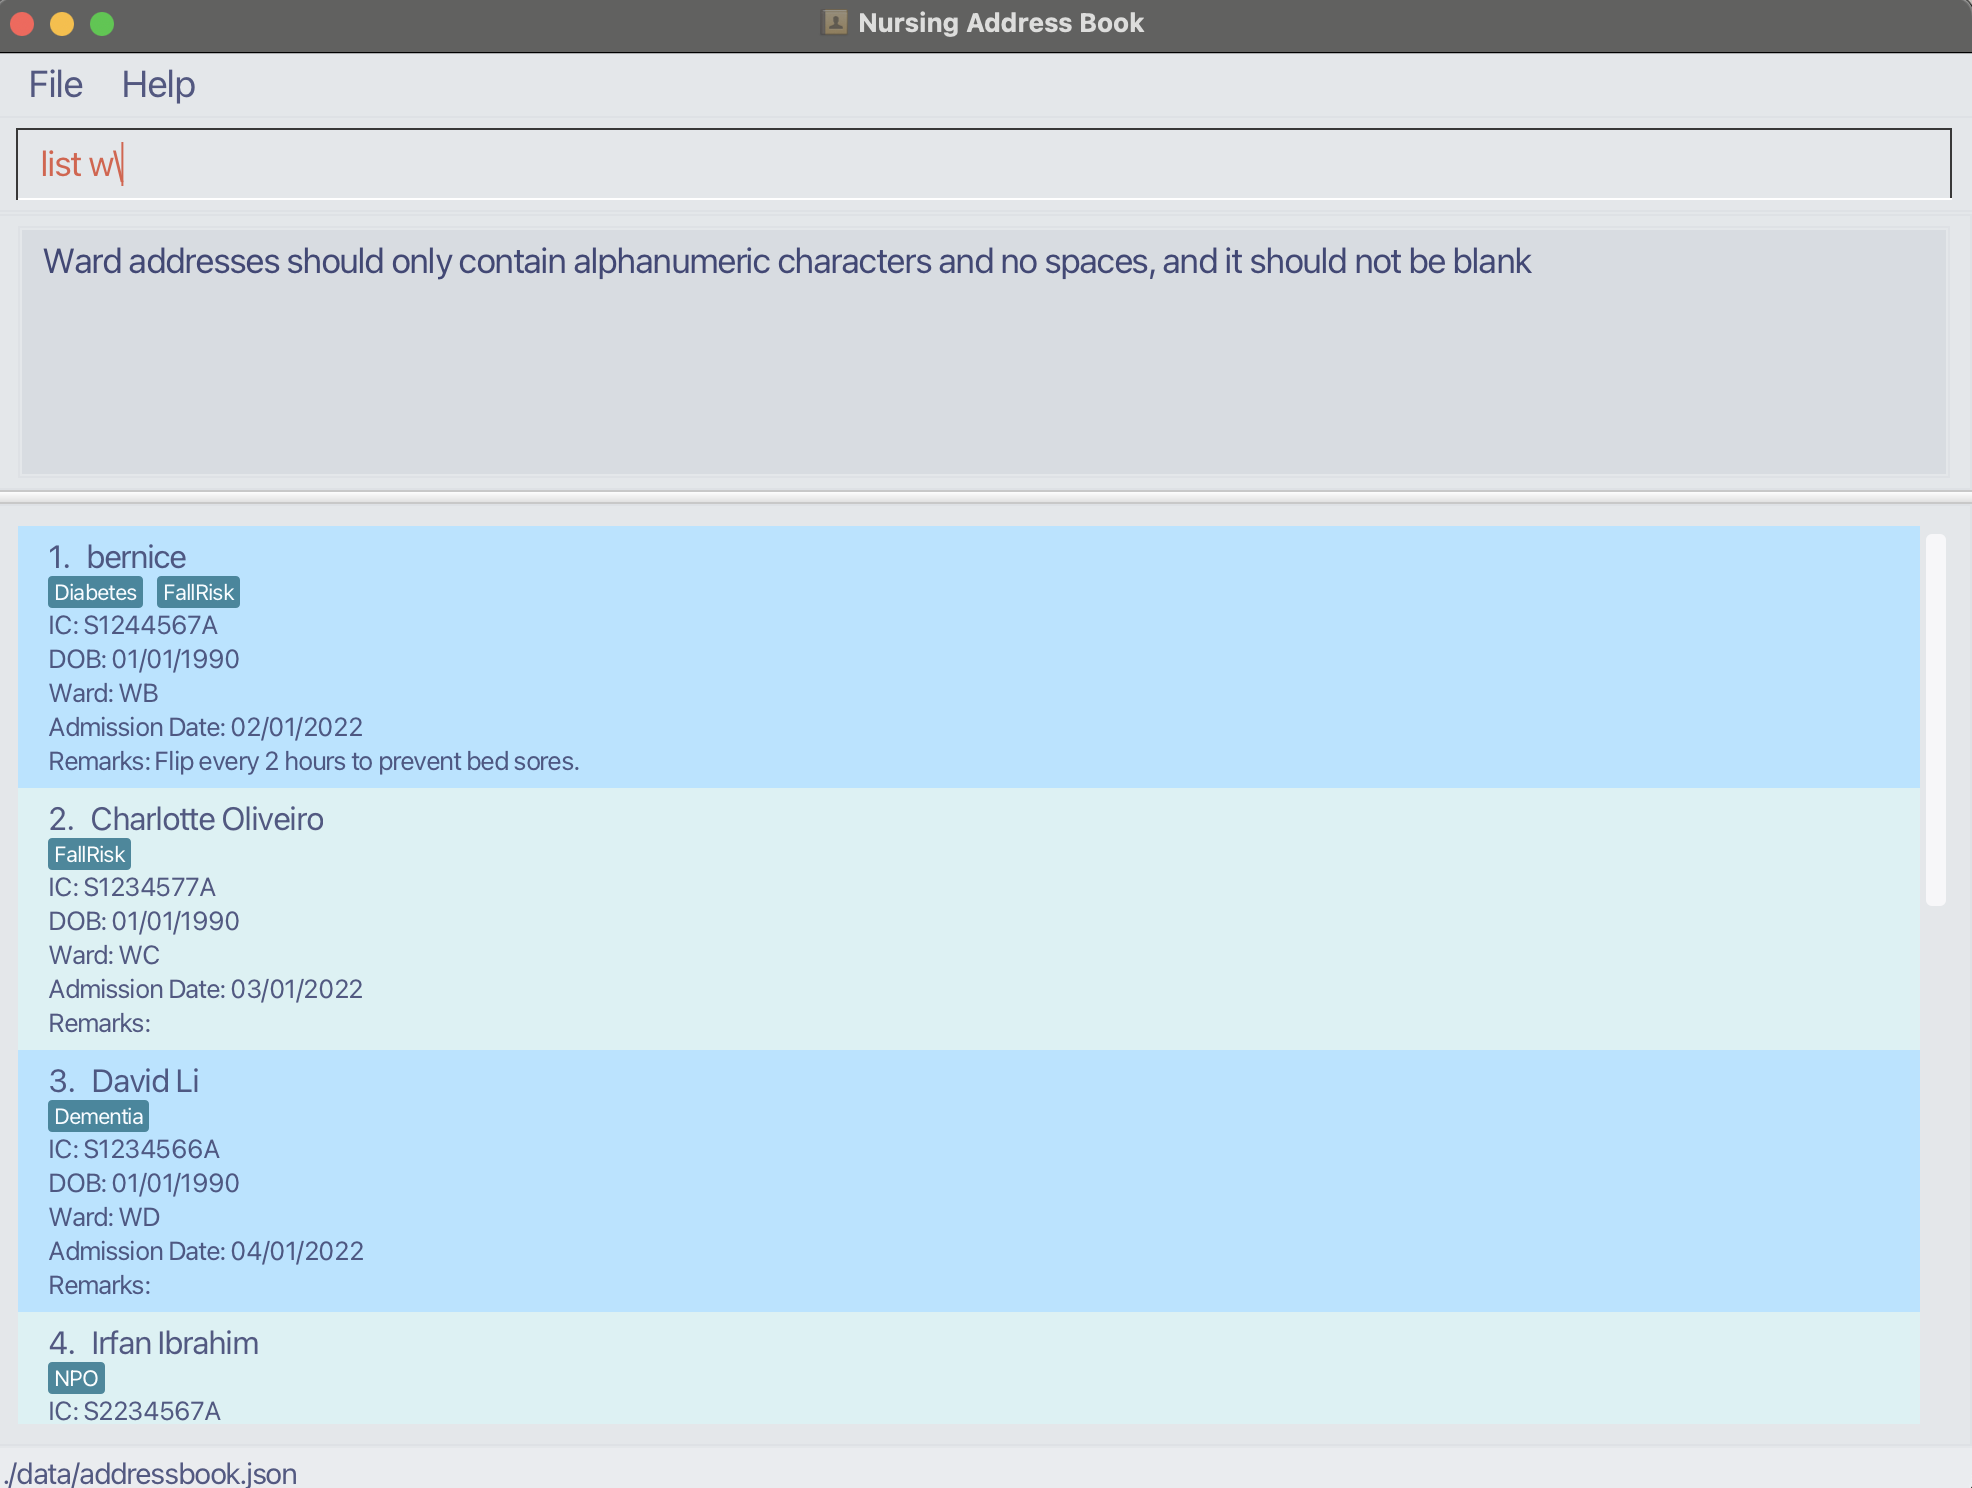 Nursing Address Book
File Help
list w\
Ward addresses should only contain alphanumeric characters and no spaces, and it should not be blank
1. bernice
Diabetes FallRisk
IC: S1244567A
DOB: 01/01/1990
Ward: WB
Admission Date: 02/01/2022
Remarks: Flip every 2 hours to prevent bed sores.
2. Charlotte Oliveiro
FallRisk
IC: S1234577A
DOB: 01/01/1990
Ward: WC
Admission Date: 03/01/2022
Remarks:
3. David Li
Dementia
IC: S1234566A
DOB: 01/01/1990
Ward: WD
Admission Date: 04/01/2022
Remarks:
4. Irfan Ibrahim
NPO
IC: S2234567A
./data/addressbook.json